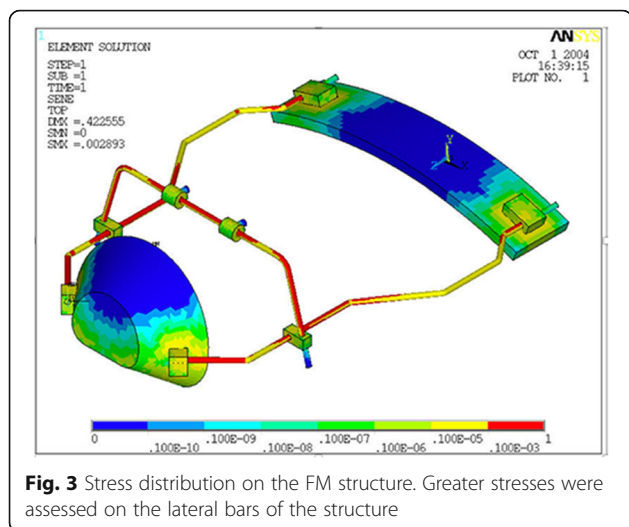 1
ANSYS
ELEMENT SOLUTION
OCT 1 2004
16:39:15
PLOT NO. 1
STEP=1
SUB =1
TIME=1
SENE
TOP
DMX =.422555
SMN =0
SMX =.002893
Y
Z X
0 .100E-10 .100E-09 .100E-08 .100E-07 .100E-06 .100E-05 .100E-03 1
Fig. 3 Stress distribution on the FM structure. Greater stresses were
assessed on the lateral bars of the structure